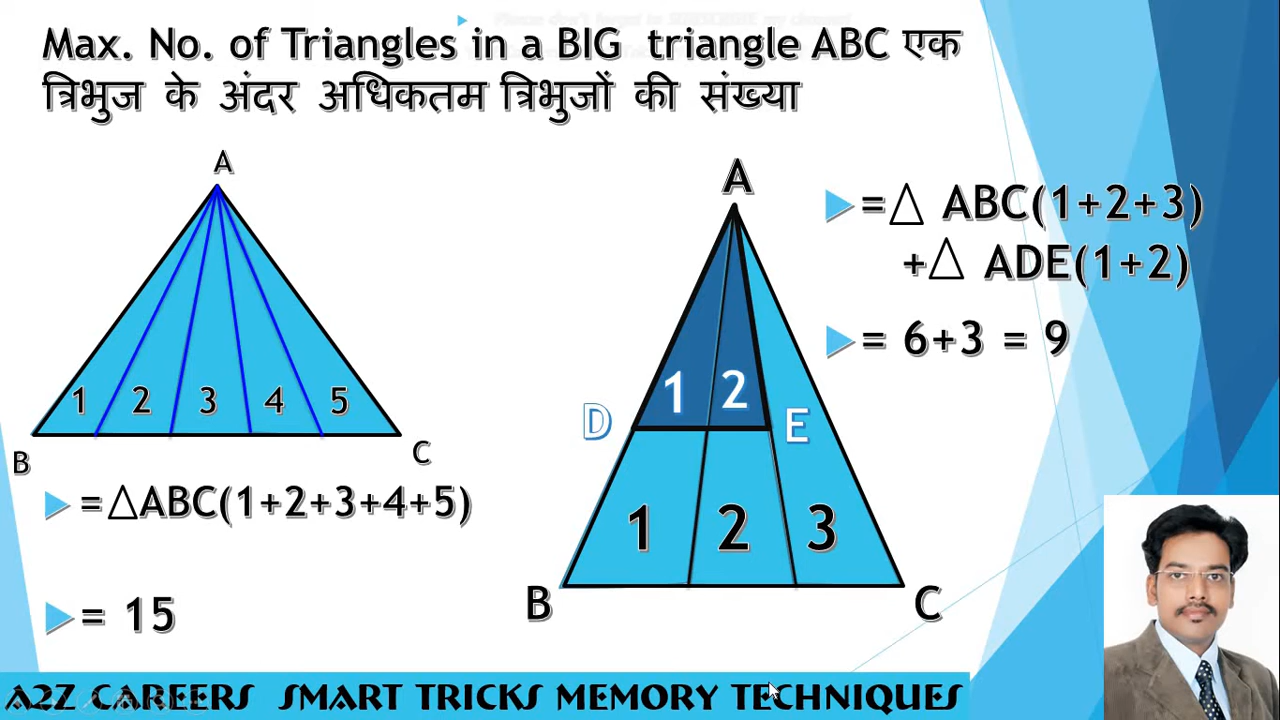 Max. No. of Triangles in a BIG triangle ABC एक
त्रिभुज के अंदर अधिकतम त्रिभुजों की संख्या
A
1 2 3 4 5
B
C
=△ABC(1+2+3+4+5)
= 15
A
1 2
D
E
1 2 3
B
C
=△ ABC(1+2+3)
+△ ADE(1+2)
= 6+3 = 9
A2Z CAREERS SMART TRICKS MEMORY TECHNIQUES